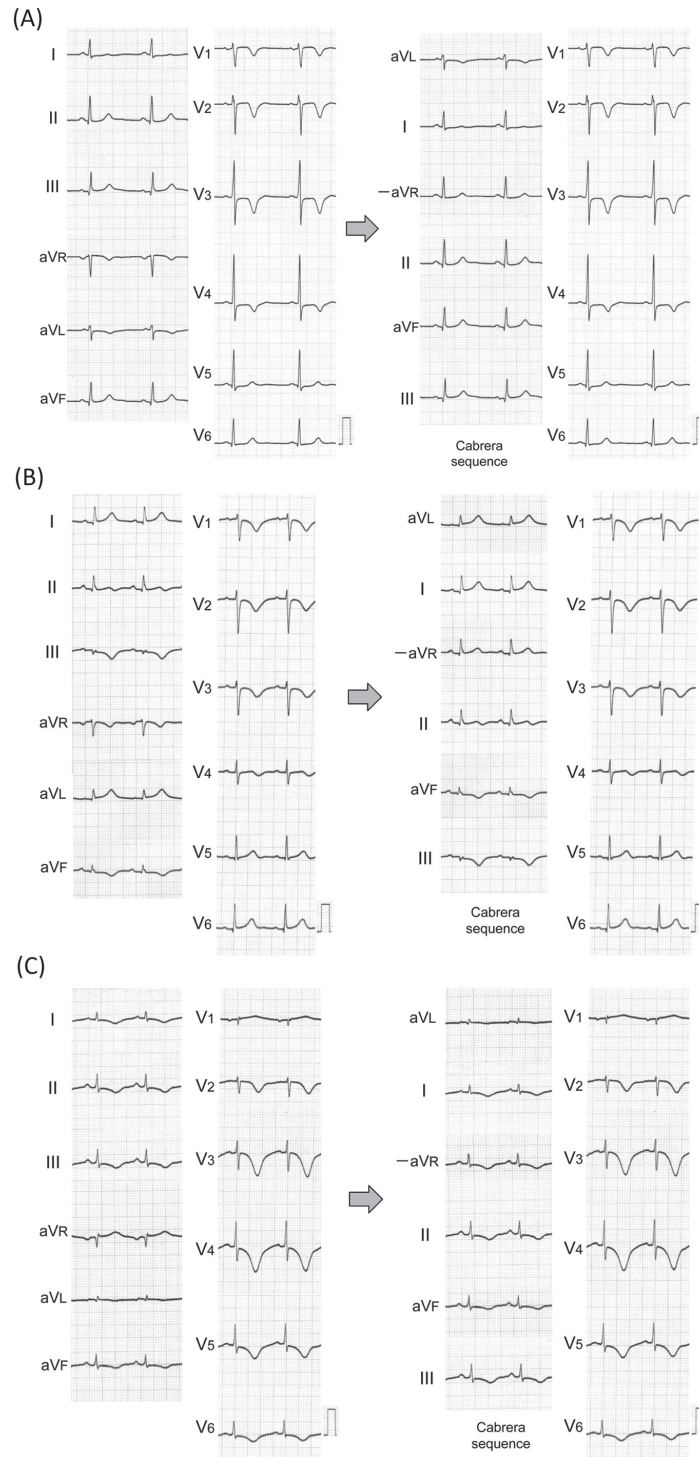 (A)
I
II
III
aVR
aVL
aVF
V1
V2
V3
V4
V5
V6
aVL
I
−aVR
II
aVF
III
Cabrera
sequence
V1
V2
V3
V4
V5
V6
(B)
I
II
III
aVR
aVL
aVF
V1
V2
V3
V4
V5
V6
aVL
I
−aVR
II
aVF
III
Cabrera
sequence
V1
V2
V3
V4
V5
V6
(C)
I
II
III
aVR
aVL
aVF
V1
V2
V3
V4
V5
V6
aVL
I
−aVR
II
aVF
III
Cabrera
sequence
V1
V2
V3
V4
V5
V6